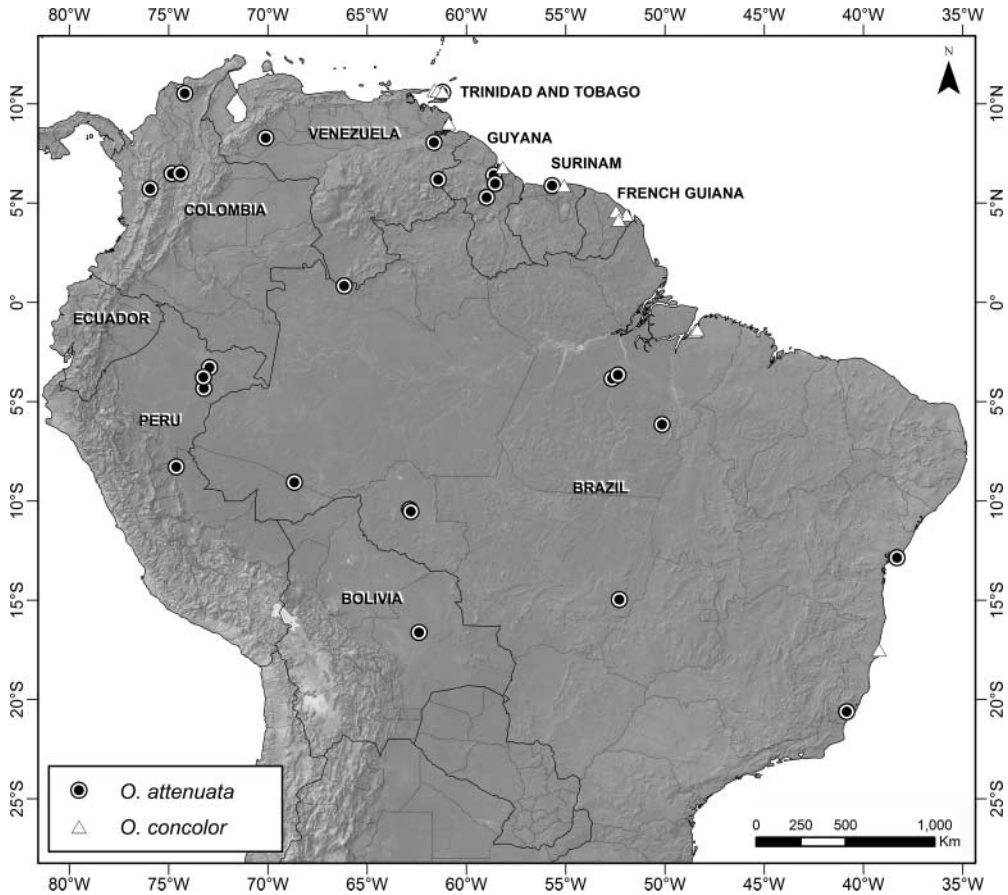 80°W 75°W 70°W 65°W 60°W 55°W 50°W 45°W 40°W 35°W
N
10°N 10°N
TRINIDAD AND TOBAGO
VENEZUELA
GUYANA
SURINAM
FRENCH GUIANA
5°N 5°N
COLOMBIA
0° 0°
ECUADOR
5°S 5°S
PERU
BRAZIL
10°S 10°S
BOLIVIA
15°S 15°S
20°S 20°S
25°S 25°S
O. attenuata
O. concolor
0 250 500 1,000
Km
80°W 75°W 70°W 65°W 60°W 55°W 50°W 45°W 40°W 35°W